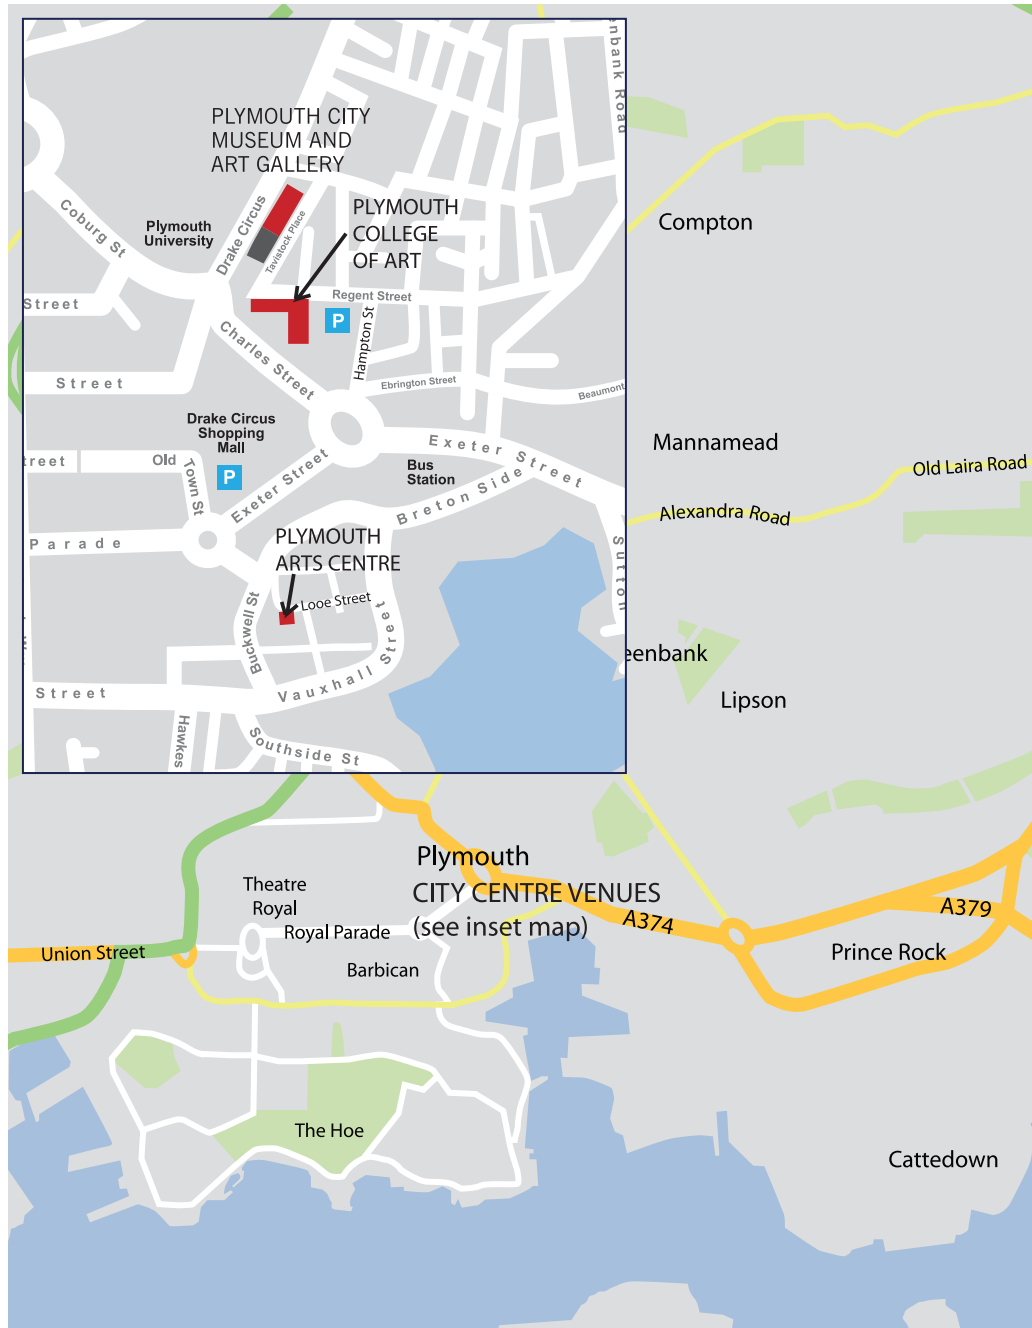 enbank Road
PLYMOUTH CITY
MUSEUM AND
ART GALLERY
Coburg St
Plymouth
University
Drake Circus
Tavistock Place
PLYMOUTH
COLLEGE
OF ART
Compton
Street
Regent Street
P
Hampton St
Charles Street
Street
Ebrington Street
Beaumont
Drake Circus
Shopping
Mall
P
Exeter Street
Mannamead
treet
Old
Town St
Exeter Street
Bus
Station
Breton Side
Old Laira Road
Alexandra Road
Parade
PLYMOUTH
ARTS CENTRE
Sutton
Looe Street
Buckwell St
eenbank
Street
Vauxhall Street
Lipson
Hawkes
Southside St
Plymouth
CITY CENTRE VENUES
(see inset map)
Theatre
Royal
Royal Parade
A374
A379
Union Street
Barbican
Prince Rock
The Hoe
Cattedown